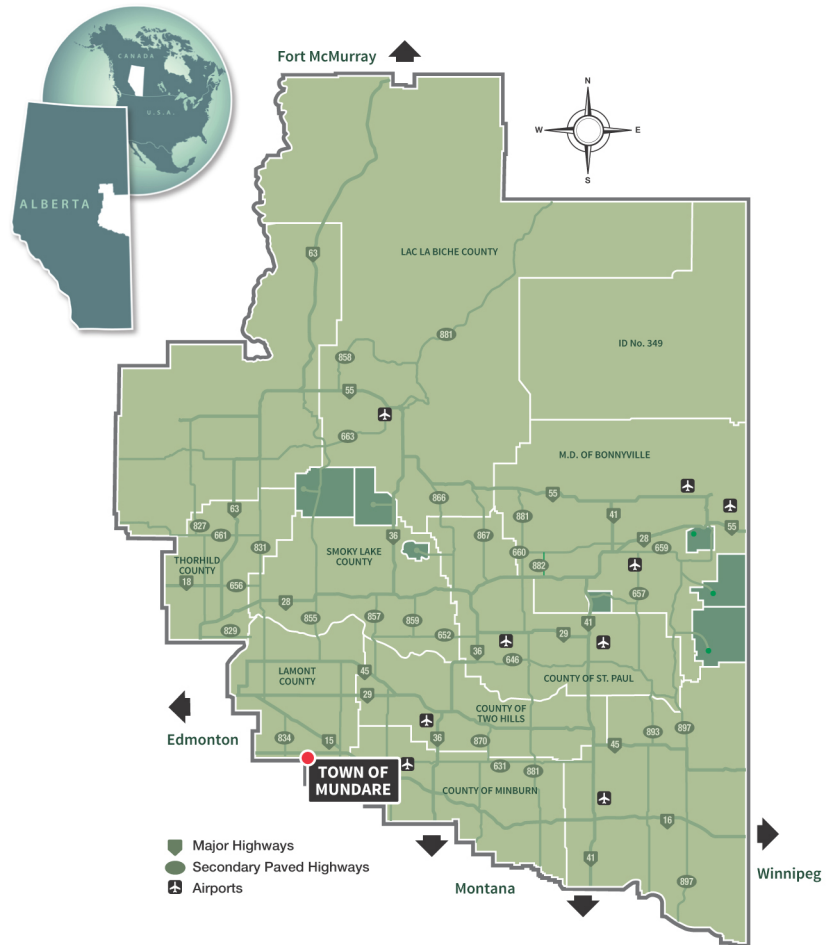 Fort McMurray
CANADA
U.S.A.
ALBERTA
N
W
E
S
63
LAC LA BICHE COUNTY
881
ID No. 349
858
55
663
M.D. OF BONNYVILLE
866
55
881
41
55
63
827
661
831
36
867
28
659
660
882
THORHILD
COUNTY
SMOKY LAKE
COUNTY
18
656
657
28
855
857
859
829
652
41
29
36
646
LAMONT
COUNTY
45
29
COUNTY OF ST. PAUL
COUNTY OF
TWO HILLS
Edmonton
834
15
36
870
45
893
897
TOWN OF
MUNDARE
631
881
COUNTY OF MINBURN
16
Major Highways
Secondary Paved Highways
Airports
41
897
Montana
Winnipeg